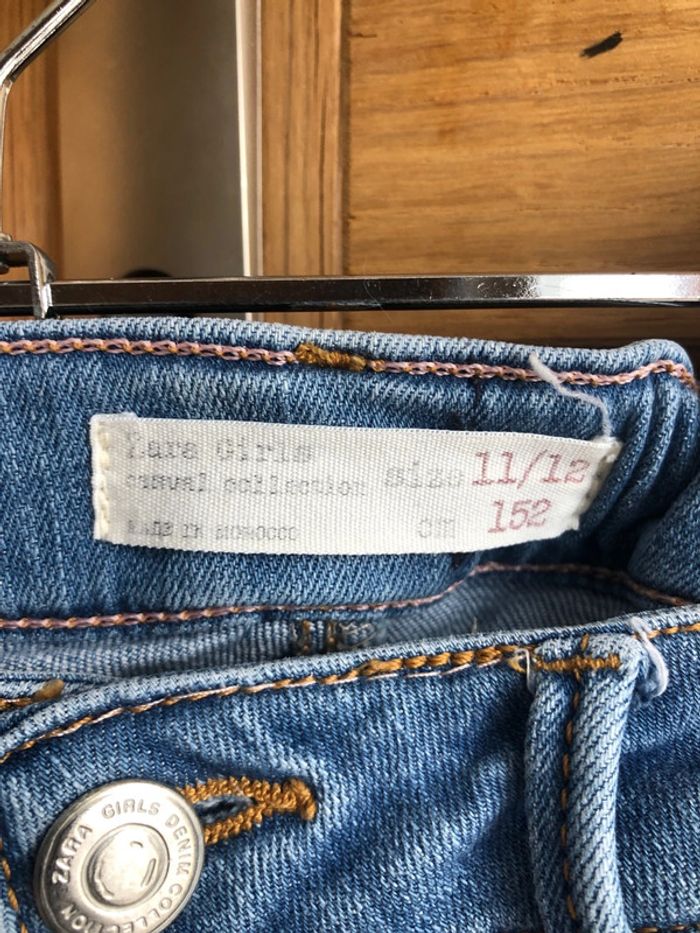 Zara Girls
casual collection size 11/12
MADE IN MOROCCO CM 152
ZARA GIRLS DENIM COLLECTION